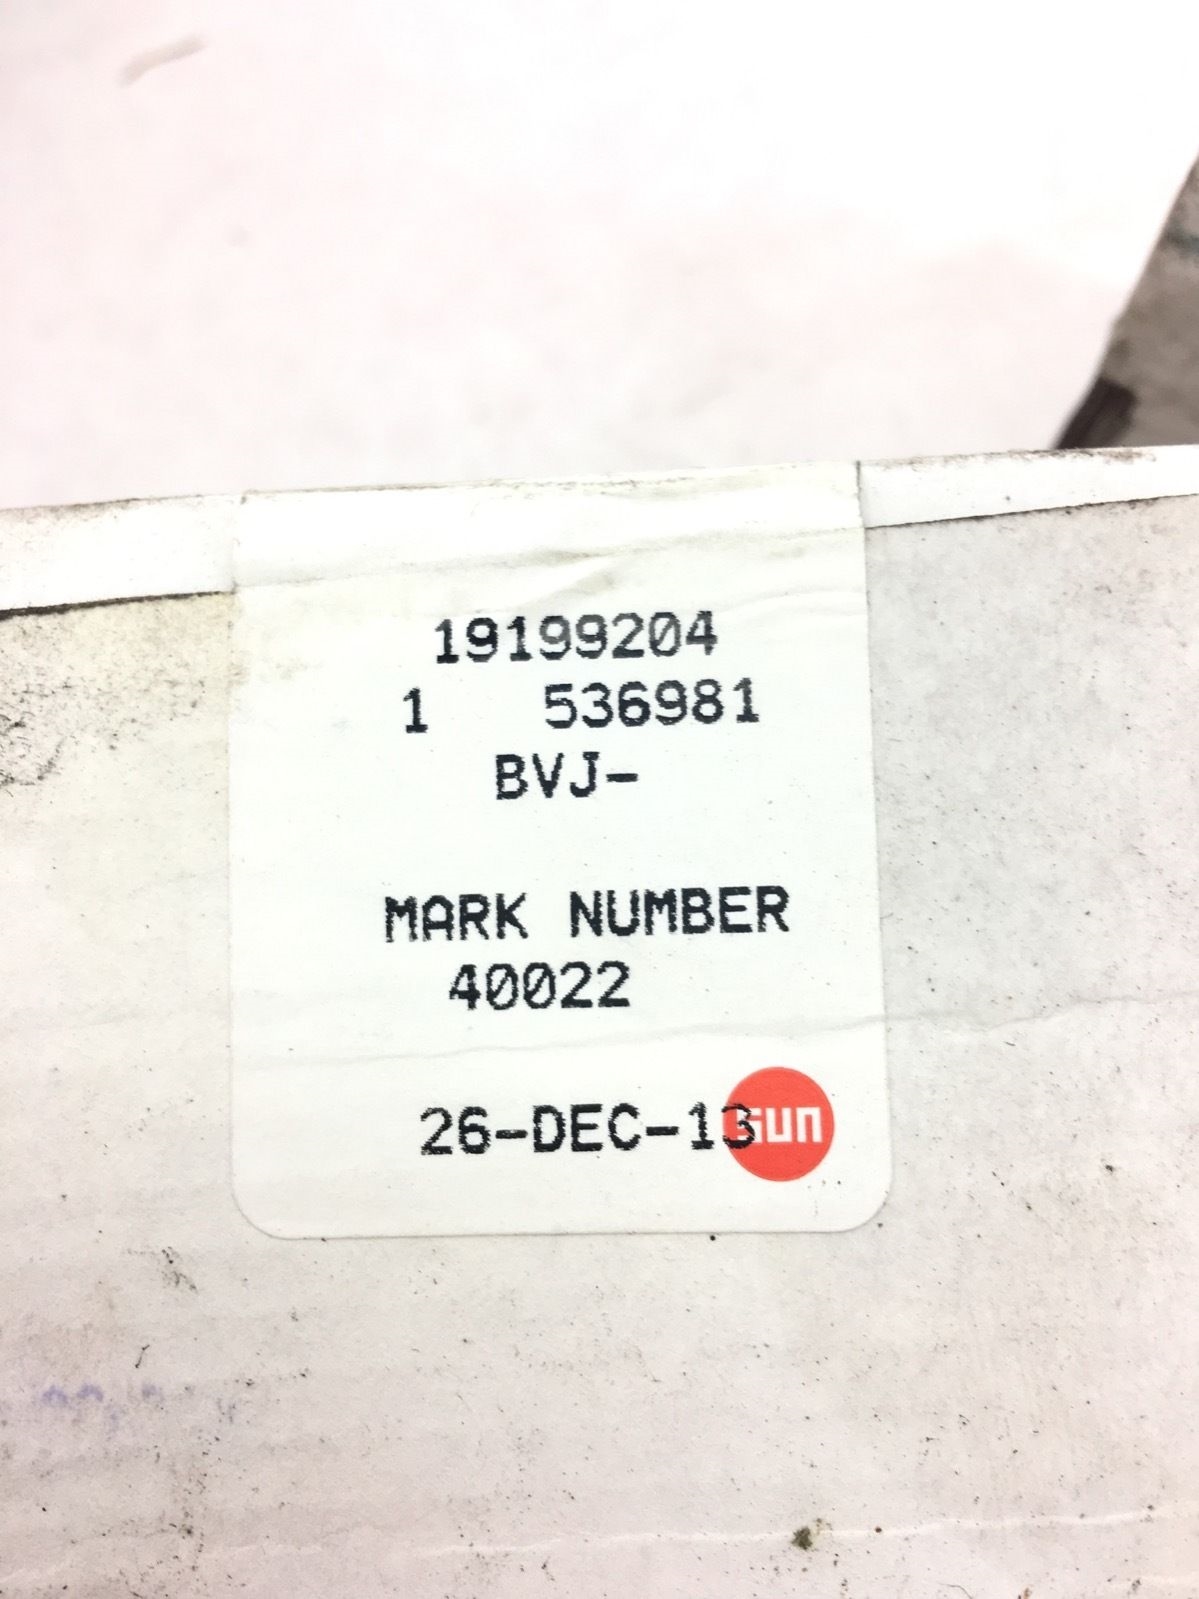 19199204
1 536981
BVJ-
MARK NUMBER
40022
26-DEC-13 sun